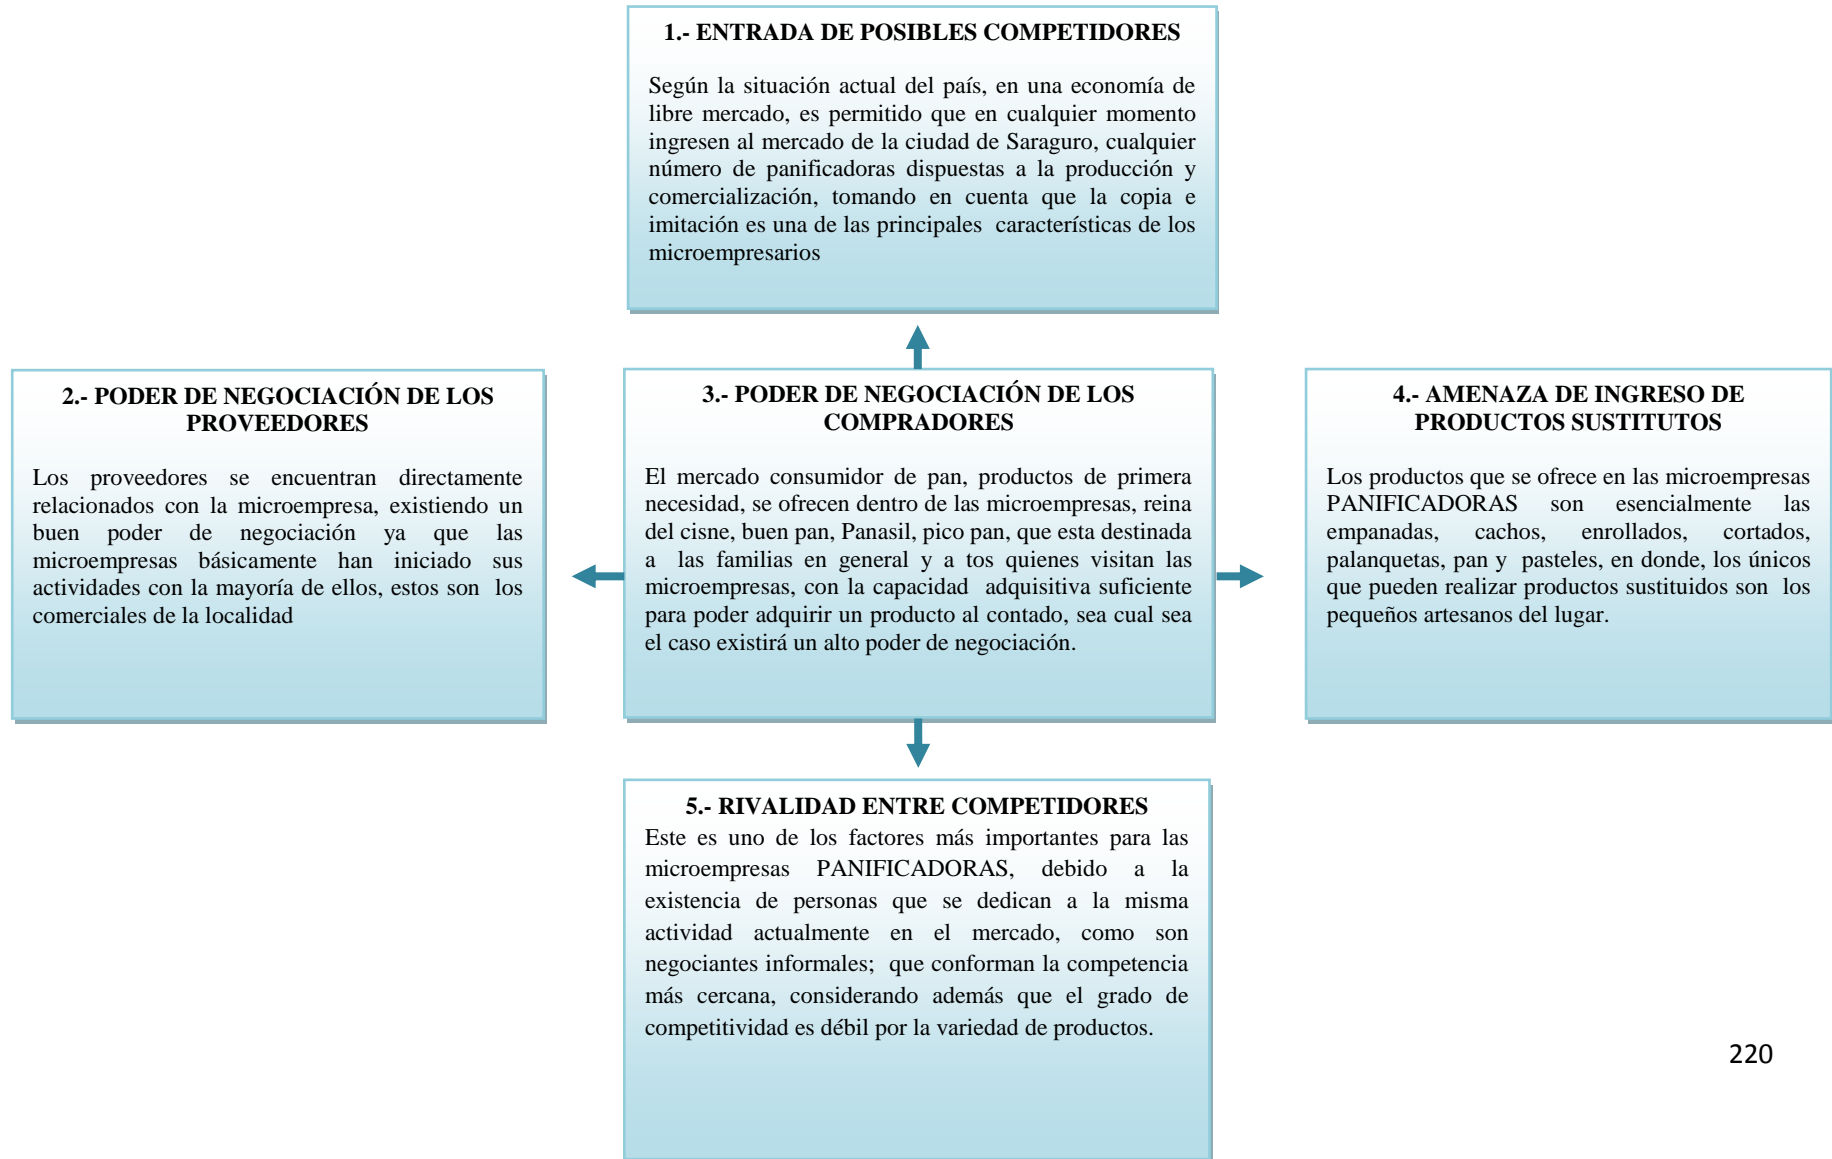 1.- ENTRADA DE POSIBLES COMPETIDORES
Según la situación actual del país, en una economía de
libre mercado, es permitido que en cualquier momento
ingresen al mercado de la ciudad de Saraguro, cualquier
número de panificadoras dispuestas a la producción y
comercialización, tomando en cuenta que la copia e
imitación es una de las principales características de los
microempresarios
2.- PODER DE NEGOCIACIÓN DE LOS
PROVEEDORES
Los proveedores se encuentran directamente
relacionados con la microempresa, existiendo un
buen poder de negociación ya que las
microempresas básicamente han iniciado sus
actividades con la mayoría de ellos, estos son los
comerciales de la localidad
3.- PODER DE NEGOCIACIÓN DE LOS
COMPRADORES
El mercado consumidor de pan, productos de primera
necesidad, se ofrecen dentro de las microempresas, reina
del cisne, buen pan, Panasil, pico pan, que esta destinada
a las familias en general y a tos quienes visitan las
microempresas, con la capacidad adquisitiva suficiente
para poder adquirir un producto al contado, sea cual sea
el caso existirá un alto poder de negociación.
4.- AMENAZA DE INGRESO DE
PRODUCTOS SUSTITUTOS
Los productos que se ofrece en las microempresas
PANIFICADORAS son esencialmente las
empanadas, cachos, enrollados, cortados,
palanquetas, pan y pasteles, en donde, los únicos
que pueden realizar productos sustituidos son los
pequeños artesanos del lugar.
5.- RIVALIDAD ENTRE COMPETIDORES
Este es uno de los factores más importantes para las
microempresas PANIFICADORAS, debido a la
existencia de personas que se dedican a la misma
actividad actualmente en el mercado, como son
negociantes informales; que conforman la competencia
más cercana, considerando además que el grado de
competitividad es débil por la variedad de productos.
220